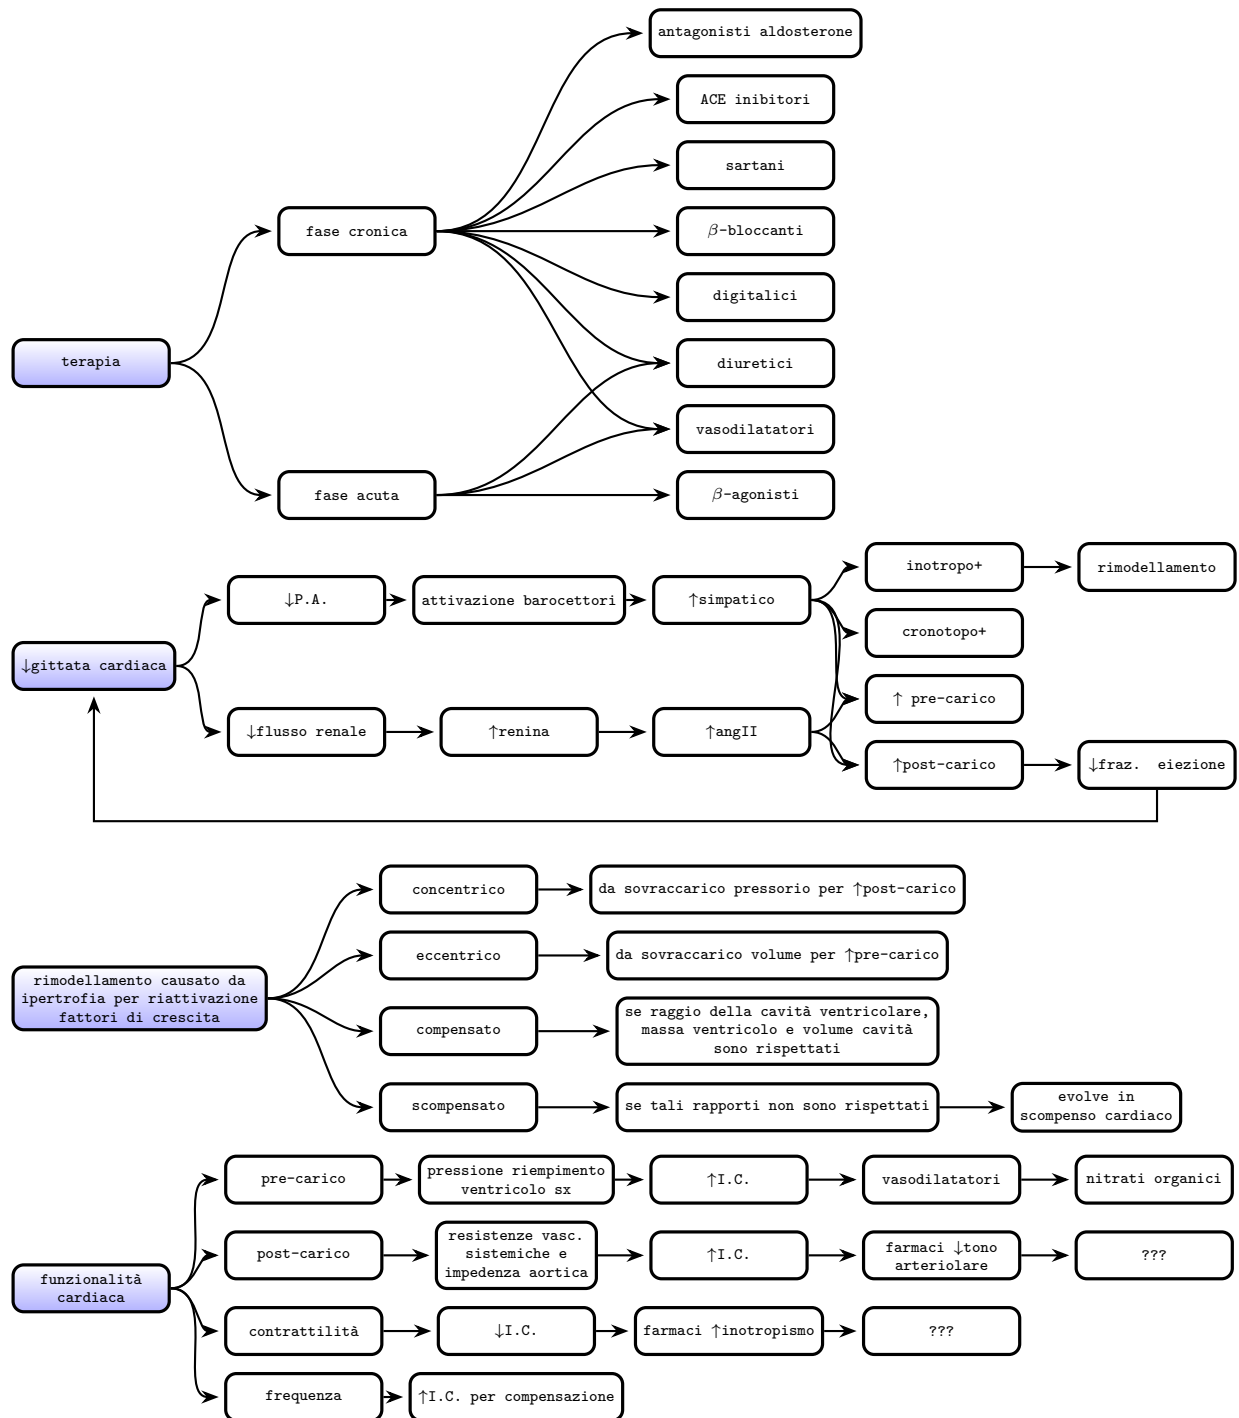 antagonisti aldosterone
ACE inibitori
sartani
fase cronica
β-bloccanti
digitalici
terapia
diuretici
vasodilatatori
fase acuta
β-agonisti
inotropo+
rimodellamento
↓P.A.
attivazione barocettori
↑simpatico
cronotopo+
↓gittata cardiaca
↑ pre-carico
↓flusso renale
↑renina
↑angII
↑post-carico
↓fraz. eiezione
concentrico
da sovraccarico pressorio per ↑post-carico
eccentrico
da sovraccarico volume per ↑pre-carico
rimodellamento causato da
ipertrofia per riattivazione
fattori di crescita
compensato
se raggio della cavità ventricolare,
massa ventricolo e volume cavità
sono rispettati
scompensato
se tali rapporti non sono rispettati
evolve in
scompenso cardiaco
pre-carico
pressione riempimento
ventricolo sx
↑I.C.
vasodilatatori
nitrati organici
post-carico
resistenze vasc.
sistemiche e
impedenza aortica
↑I.C.
farmaci ↓tono
arteriolare
???
funzionalità
cardiaca
contrattilità
↓I.C.
farmaci ↑inotropismo
???
frequenza
↑I.C. per compensazione